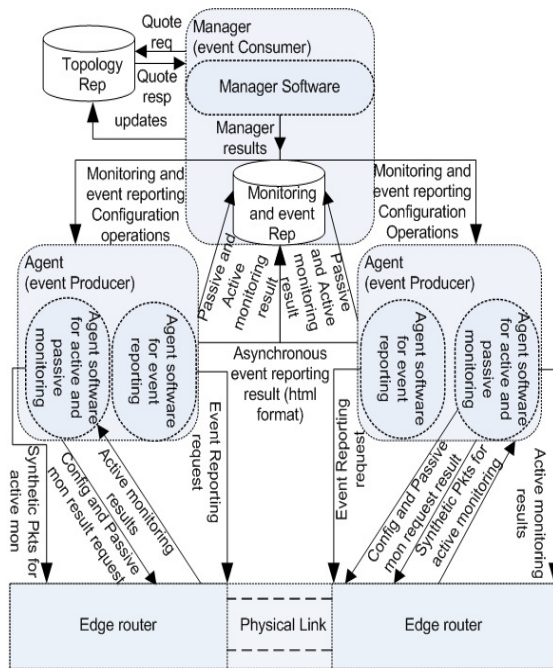 Manager
(event Consumer)
Quote
req
Topology
Rep
Quote
resp
updates
Manager Software
Manager
results
Monitoring and
event reporting
Configuration
operations
Monitoring and event
Rep
Monitoring and
event reporting
Configuration
Operations
Agent
(event Producer)
Agent software
for active and
passive
monitoring
Agent software
for event
reporting
Passive and
Active
monitoring
result
Passive
and Active
monitoring
result
Asynchronous
event reporting
result (html
format)
Agent
(event Producer)
Agent software
for event
reporting
Agent software
for active and
passive
monitoring
Synthetic Pkts for
active mon
Config and Passive
mon result request
Active monitoring
results
Event Reporting
request
Event Reporting
request
Config and Passive
mon request result
Synthetic Pkts for
active monitoring
Active monitoring
results
Edge router
Physical Link
Edge router